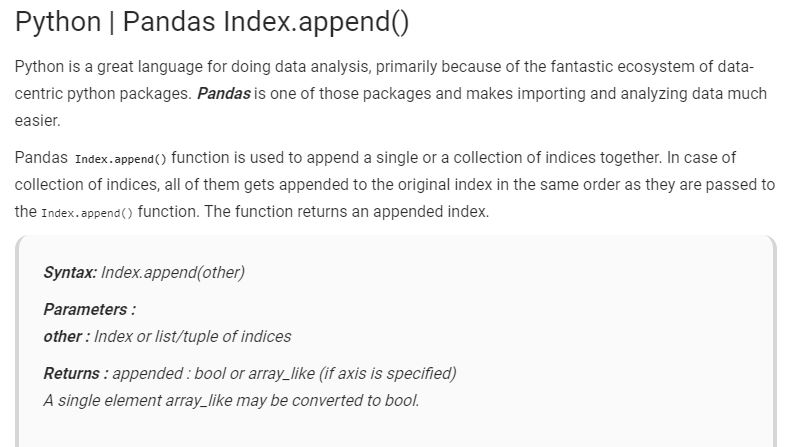 Python | Pandas Index.append()
Python is a great language for doing data analysis, primarily because of the fantastic ecosystem of data-
centric python packages. Pandas is one of those packages and makes importing and analyzing data much
easier.
Pandas Index.append() function is used to append a single or a collection of indices together. In case of
collection of indices, all of them gets appended to the original index in the same order as they are passed to
the Index.append() function. The function returns an appended index.
Syntax: Index.append(other)
Parameters :
other : Index or list/tuple of indices
Returns : appended : bool or array_like (if axis is specified)
A single element array_like may be converted to bool.